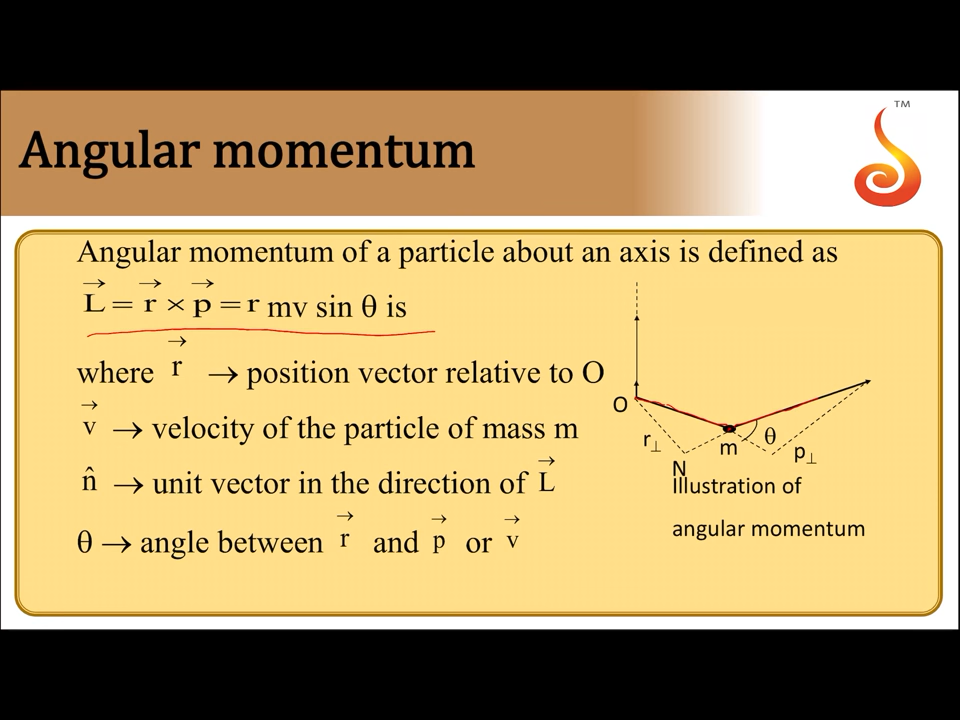 TM
Angular momentum
Angular momentum of a particle about an axis is defined as
L⃗ = r⃗ × p⃗ = r mv sin θ is
where r⃗ → position vector relative to O
v⃗ → velocity of the particle of mass m
n̂ → unit vector in the direction of L⃗
θ → angle between r⃗ and p⃗ or v⃗
O
r⊥
N
m
θ
p⊥
Illustration of
angular momentum